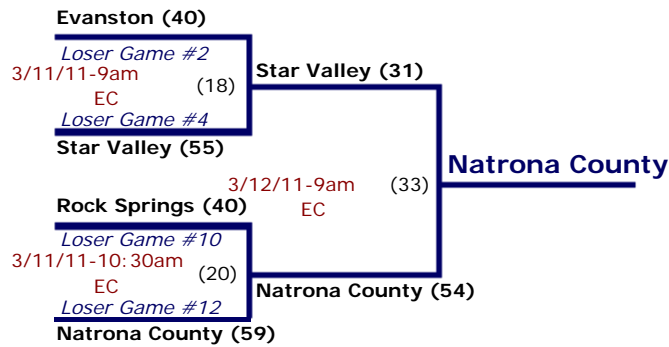 Evanston (40)
Loser Game #2
3/11/11-9am
EC
(18)
Loser Game #4
Star Valley (55)
Star Valley (31)
3/12/11-9am
EC
(33)
Natrona County
Rock Springs (40)
Loser Game #10
3/11/11-10:30am
EC
(20)
Loser Game #12
Natrona County (59)
Natrona County (54)